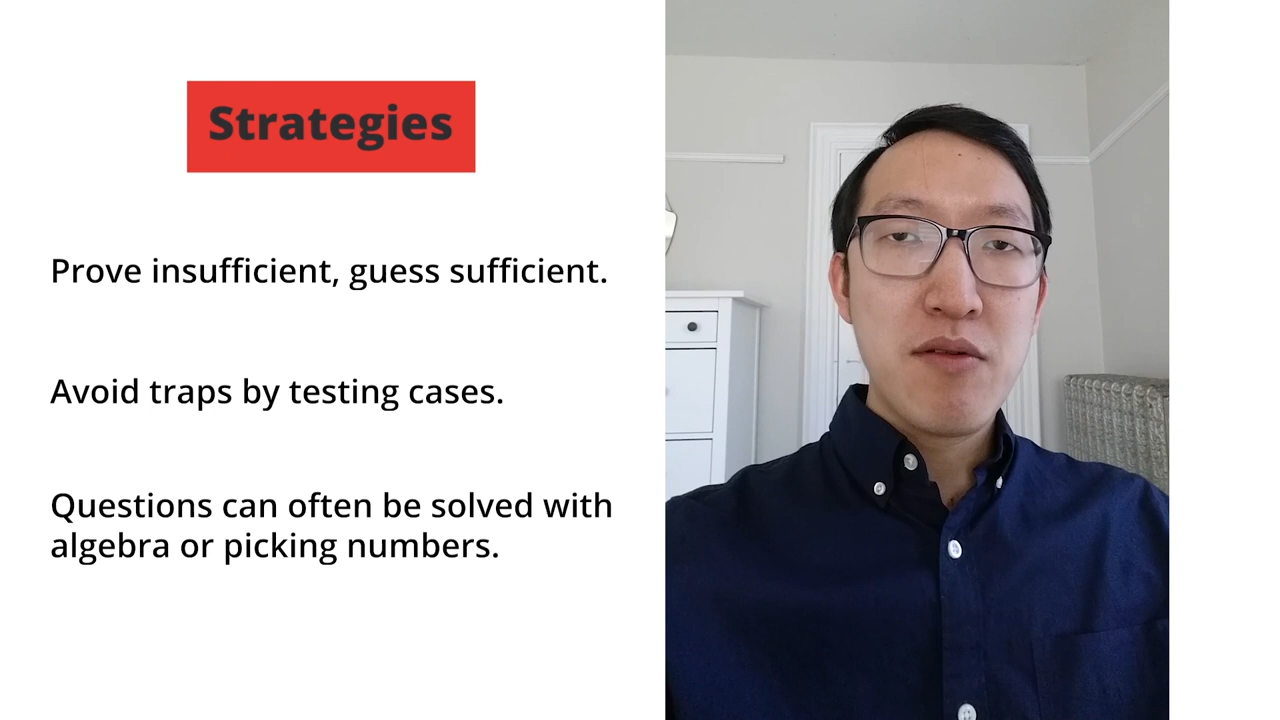 Strategies
Prove insufficient, guess sufficient.
Avoid traps by testing cases.
Questions can often be solved with
algebra or picking numbers.